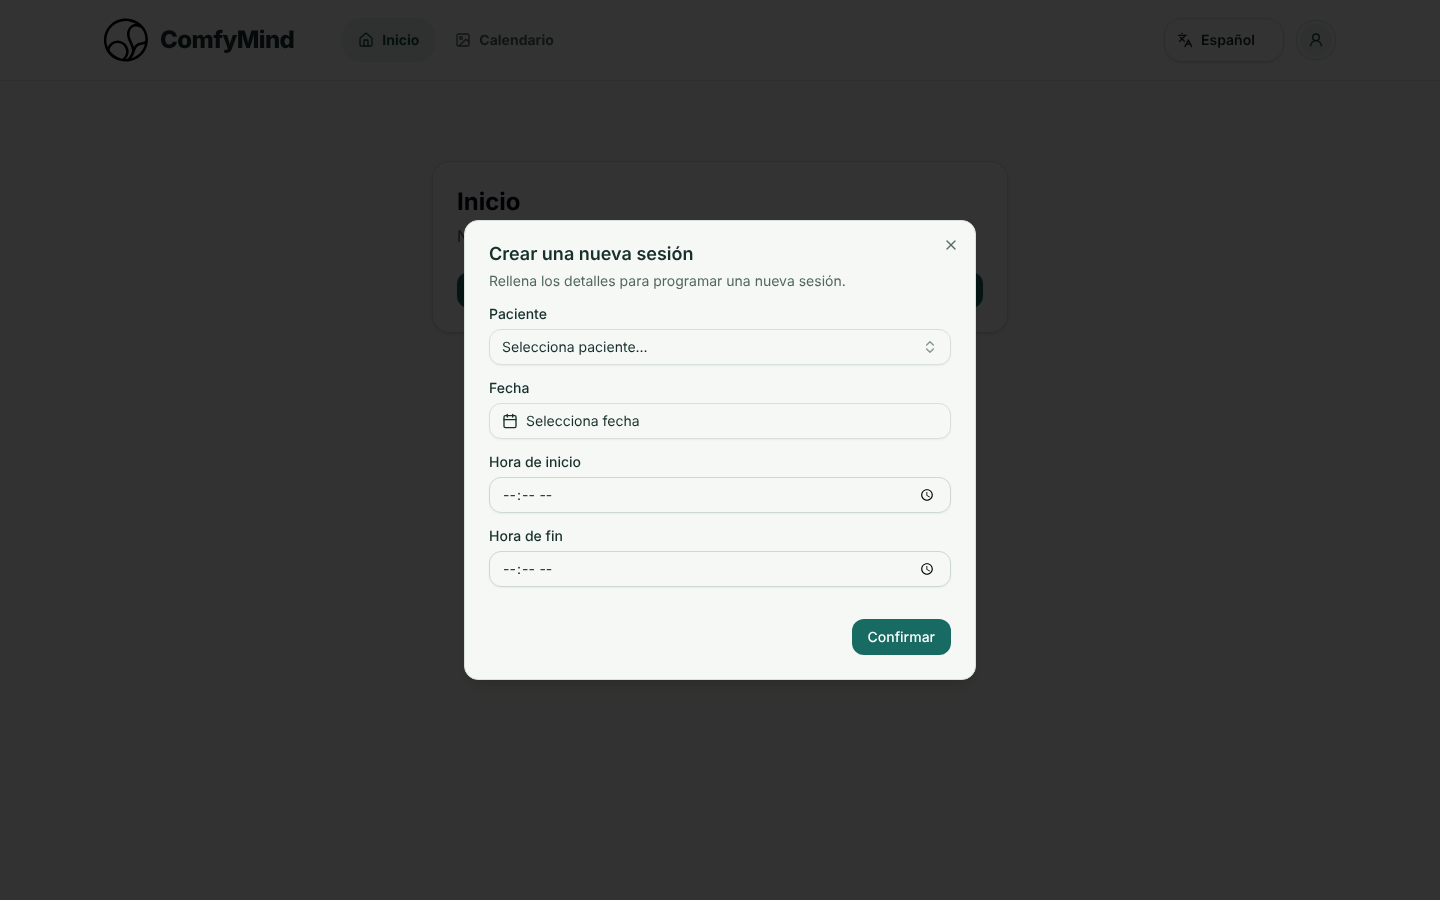 ComfyMind
Inicio
Calendario
Español
Inicio
Crear una nueva sesión
Rellena los detalles para programar una nueva sesión.
Paciente
Selecciona paciente...
Fecha
Selecciona fecha
Hora de inicio
--:-- --
Hora de fin
--:-- --
Confirmar